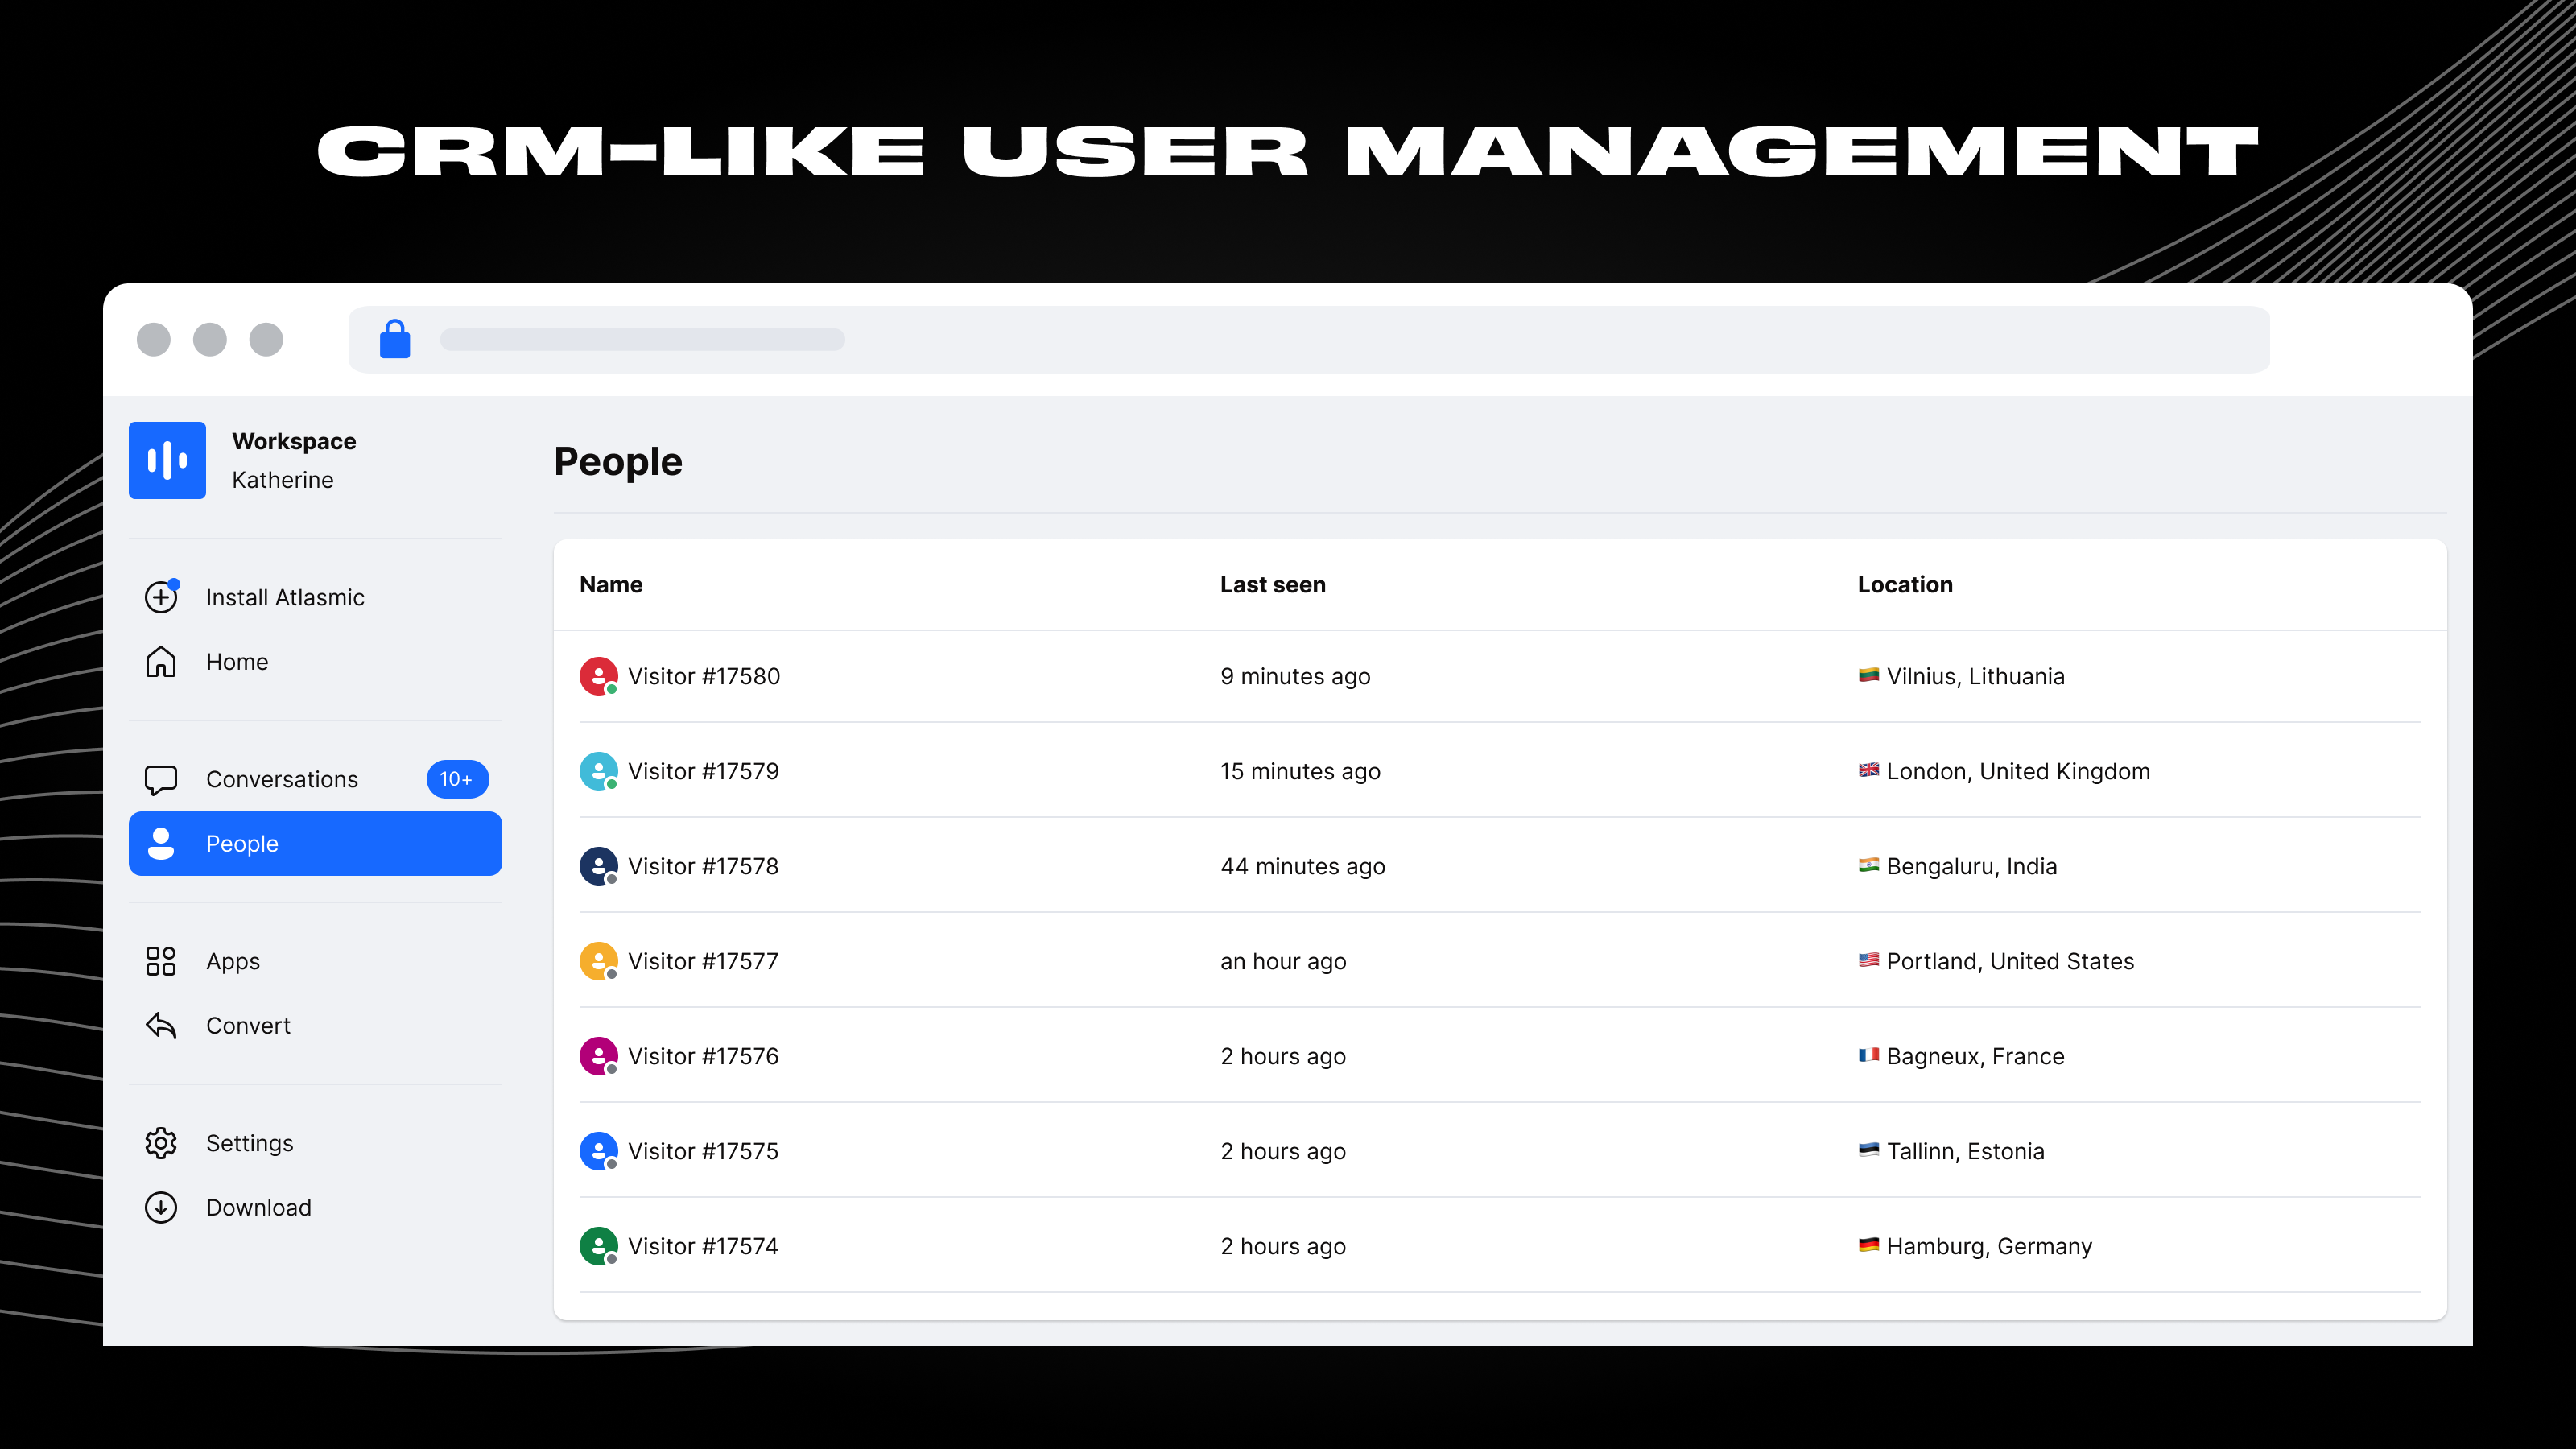 CRM-LIKE USER MANAGEMENT
Workspace
Katherine
Install Atlasmic
Home
Conversations 10+
People
Apps
Convert
Settings
Download
People
Name Last seen Location
Visitor #17580 9 minutes ago Vilnius, Lithuania
Visitor #17579 15 minutes ago London, United Kingdom
Visitor #17578 44 minutes ago Bengaluru, India
Visitor #17577 an hour ago Portland, United States
Visitor #17576 2 hours ago Bagneux, France
Visitor #17575 2 hours ago Tallinn, Estonia
Visitor #17574 2 hours ago Hamburg, Germany